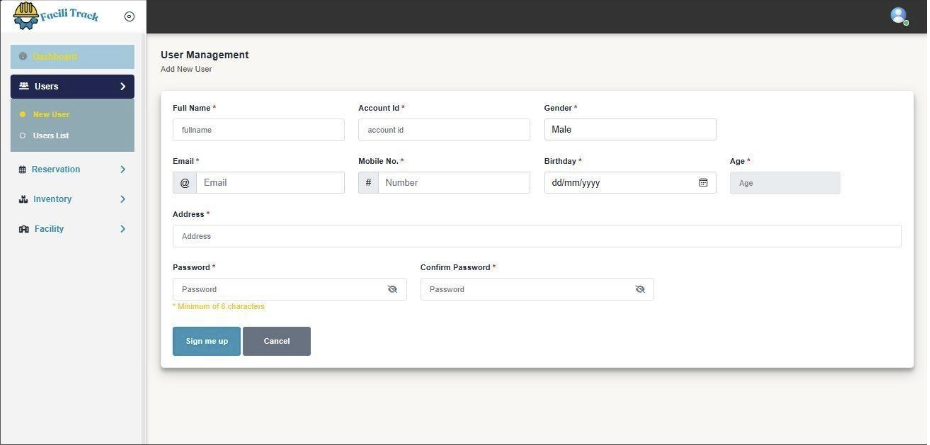 Facili Track
Dashboard
Users
New User
Users List
Reservation
Inventory
Facility
User Management
Add New User
Full Name *
Account Id *
Gender *
fullname
account id
Male
Email *
Mobile No. *
Birthday *
Age *
@ Email
# Number
dd/mm/yyyy
Age
Address *
Address
Password *
Confirm Password *
Password
Password
* Minimum of 6 characters
Sign me up
Cancel